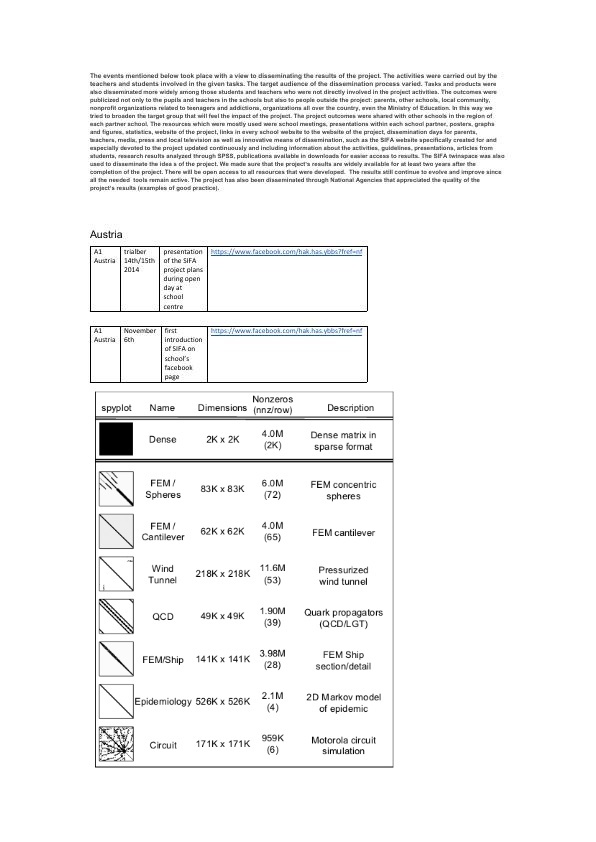 The events mentioned below took place with a view to disseminating the results of the project. The activities were carried out by the
teachers and students involved in the given tasks. The target audience of the dissemination process varied. Tasks and products were
also disseminated more widely among those students and teachers who were not directly involved in the project activities. The outcomes were
publicized not only to the pupils and teachers in the schools but also to people outside the project: parents, other schools, local community,
nonprofit organizations related to teenagers and addictions, organizations all over the country, even the Ministry of Education. In this way we
tried to broaden the target group that will feel the impact of the project. The project outcomes were shared with other schools in the region of
each partner school. The resources which were mostly used were school meetings, presentations within each school partner, posters, graphs
and figures, statistics, website of the project, links in every school website to the website of the project, dissemination days for parents,
teachers, media, press and local television as well as innovative means of dissemination, such as the SIFA website specifically created for and
especially devoted to the project updated continuously and including information about the activities, guidelines, presentations, articles from
students, research results analyzed through SPSS, publications available in downloads for easier access to results. The SIFA twinspace was also
used to disseminate the idea s of the project. We made sure that the project's results are widely available for at least two years after the
completion of the project. There will be open access to all resources that were developed. The results still continue to evolve and improve since
all the needed tools remain active. The project has also been disseminated through National Agencies that appreciated the quality of the
project's results (examples of good practice).
Austria
A1 trialber presentation https://www.facebook.com/hak.has.ybbs?fref=nf
Austria 14th/15th of the SIFA
2014 project plans
during open
day at
school
centre
A1 November first https://www.facebook.com/hak.has.ybbs?fref=nf
Austria 6th introduction
of SIFA on
school's
facebook
page
spyplot Name Dimensions Nonzeros (nnz/row) Description
Dense 2K x 2K 4.0M (2K) Dense matrix in sparse format
FEM / Spheres 83K x 83K 6.0M (72) FEM concentric spheres
FEM / Cantilever 62K x 62K 4.0M (65) FEM cantilever
Wind Tunnel 218K x 218K 11.6M (53) Pressurized wind tunnel
QCD 49K x 49K 1.90M (39) Quark propagators (QCD/LGT)
FEM/Ship 141K x 141K 3.98M (28) FEM Ship section/detail
Epidemiology 526K x 526K 2.1M (4) 2D Markov model of epidemic
Circuit 171K x 171K 959K (6) Motorola circuit simulation